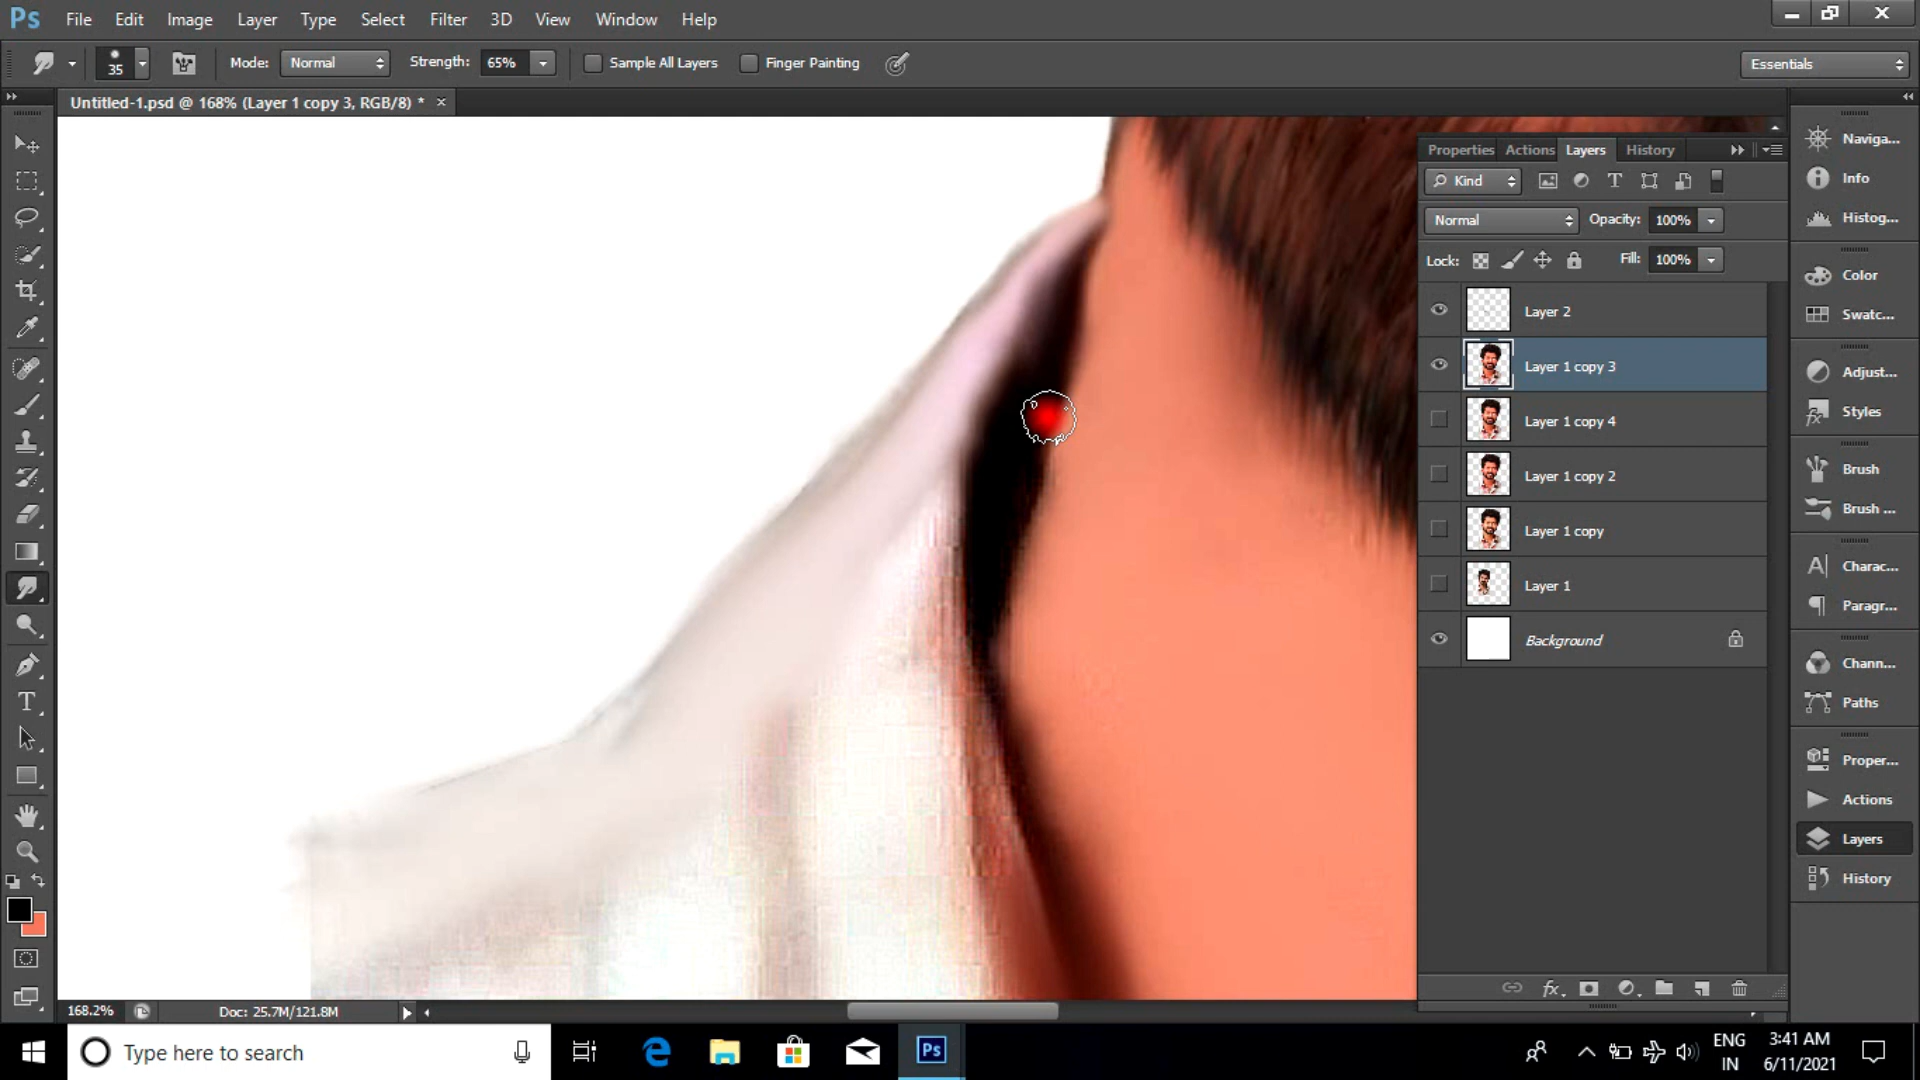 Ps File Edit Image Layer Type Select Filter 3D View Window Help
35 Mode: Normal Strength: 65% Sample All Layers Finger Painting Essentials
Untitled-1.psd @ 168% (Layer 1 copy 3, RGB/8) * ×
Properties Actions Layers History
Kind
Normal Opacity: 100%
Lock: Fill: 100%
Layer 2
Layer 1 copy 3
Layer 1 copy 4
Layer 1 copy 2
Layer 1 copy
Layer 1
Background
Naviga...
Info
Histog...
Color
Swatc...
Adjust...
Styles
Brush
Brush ...
Charac...
Paragr...
Chann...
Paths
Proper...
Actions
Layers
History
168.2% Doc: 25.7M/121.8M
Type here to search
Ps
ENG
IN
3:41 AM
6/11/2021